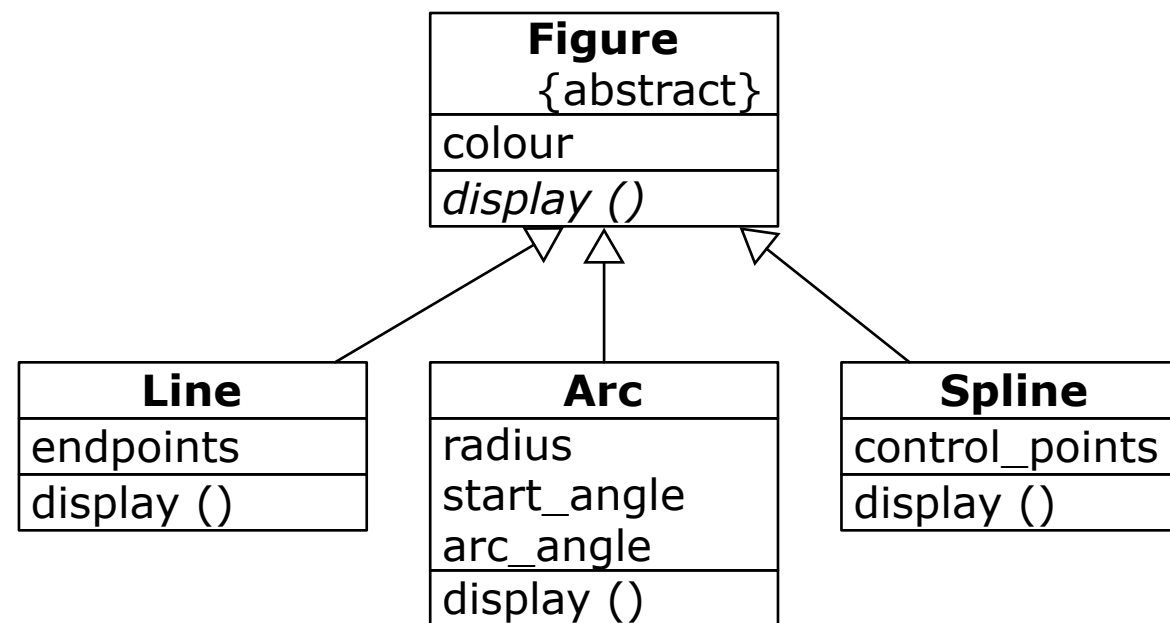 Figure
{abstract}
colour
display ()
Line
endpoints
display ()
Arc
radius
start_angle
arc_angle
display ()
Spline
control_points
display ()